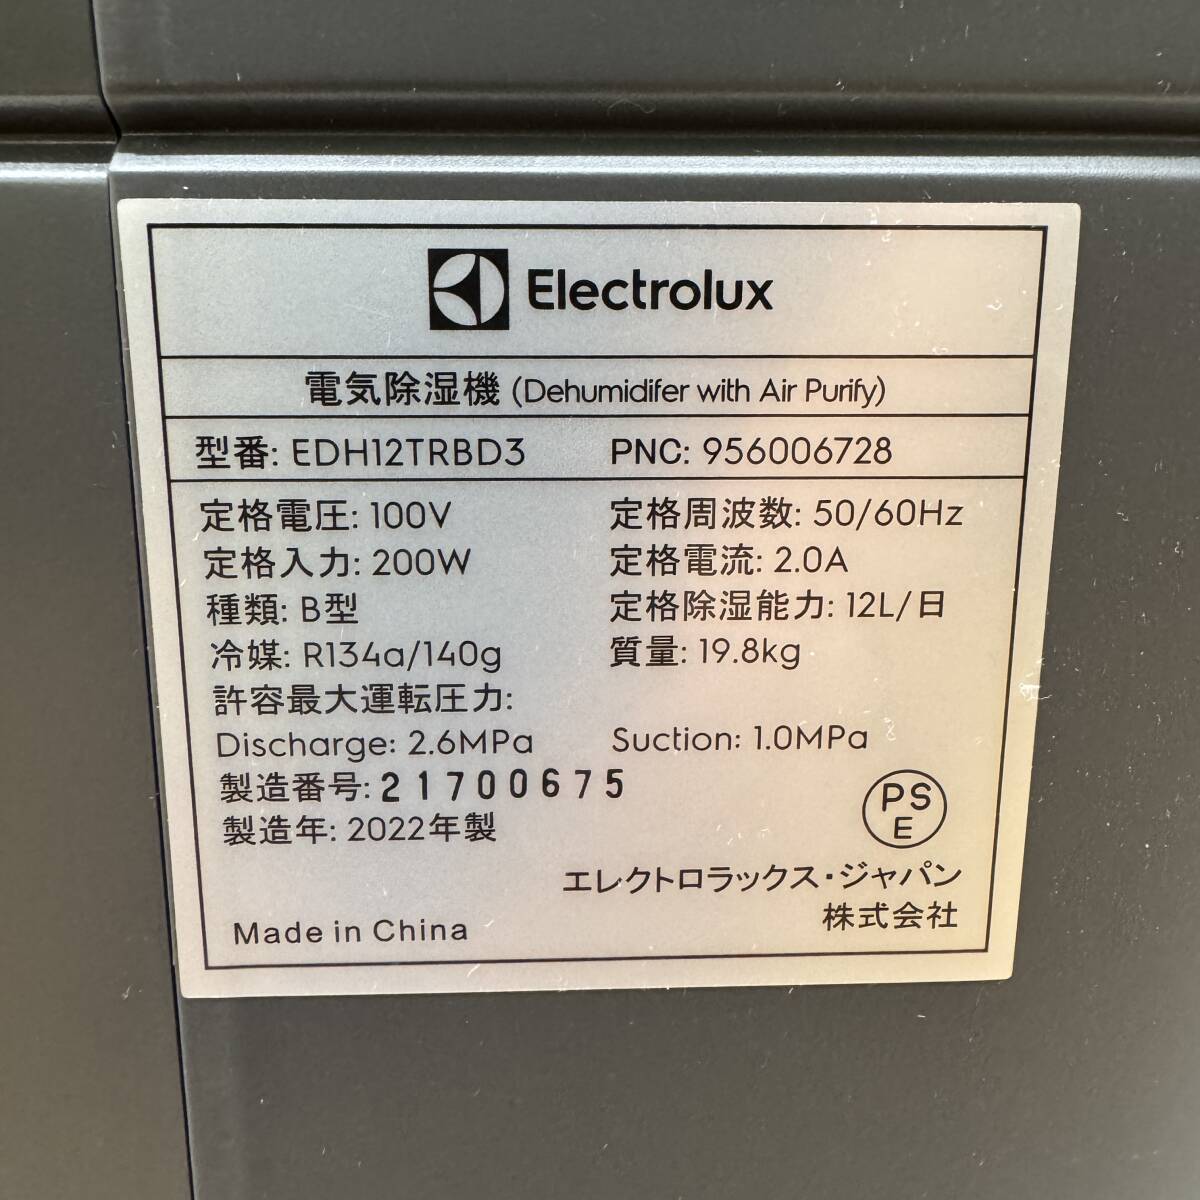 Electrolux
電気除湿機 (Dehumidifer with Air Purify)
型番: EDH12TRBD3 PNC: 956006728
定格電圧: 100V 定格周波数: 50/60Hz
定格入力: 200W 定格電流: 2.0A
種類: B型 定格除湿能力: 12L/日
冷媒: R134a/140g 質量: 19.8kg
許容最大運転圧力:
Discharge: 2.6MPa Suction: 1.0MPa
製造番号: 21700675
製造年: 2022年製
PS
E
エレクトロラックス・ジャパン
株式会社
Made in China